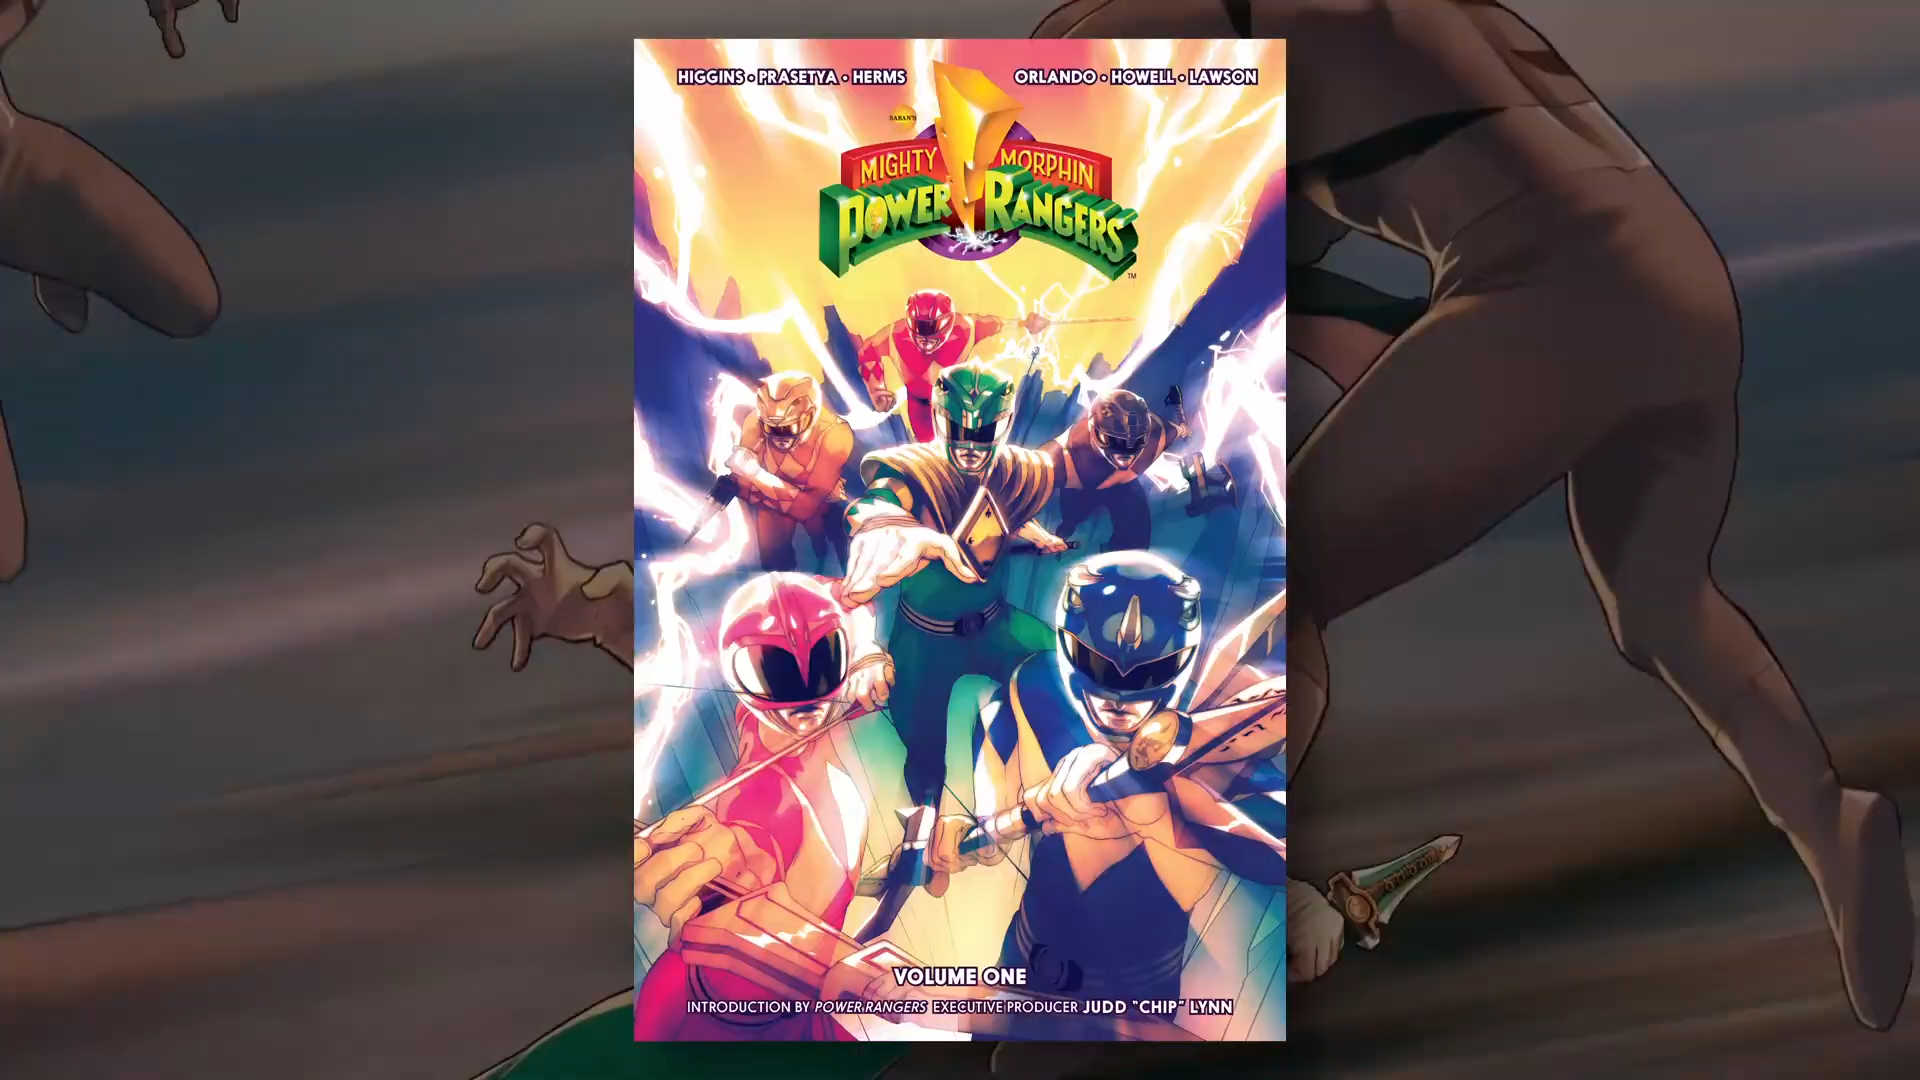 HIGGINS • PRASETYA • HERMS
ORLANDO • HOWELL • LAWSON
SABAN'S
MIGHTY MORPHIN
POWER RANGERS
TM
VOLUME ONE
INTRODUCTION BY POWER RANGERS EXECUTIVE PRODUCER JUDD "CHIP" LYNN